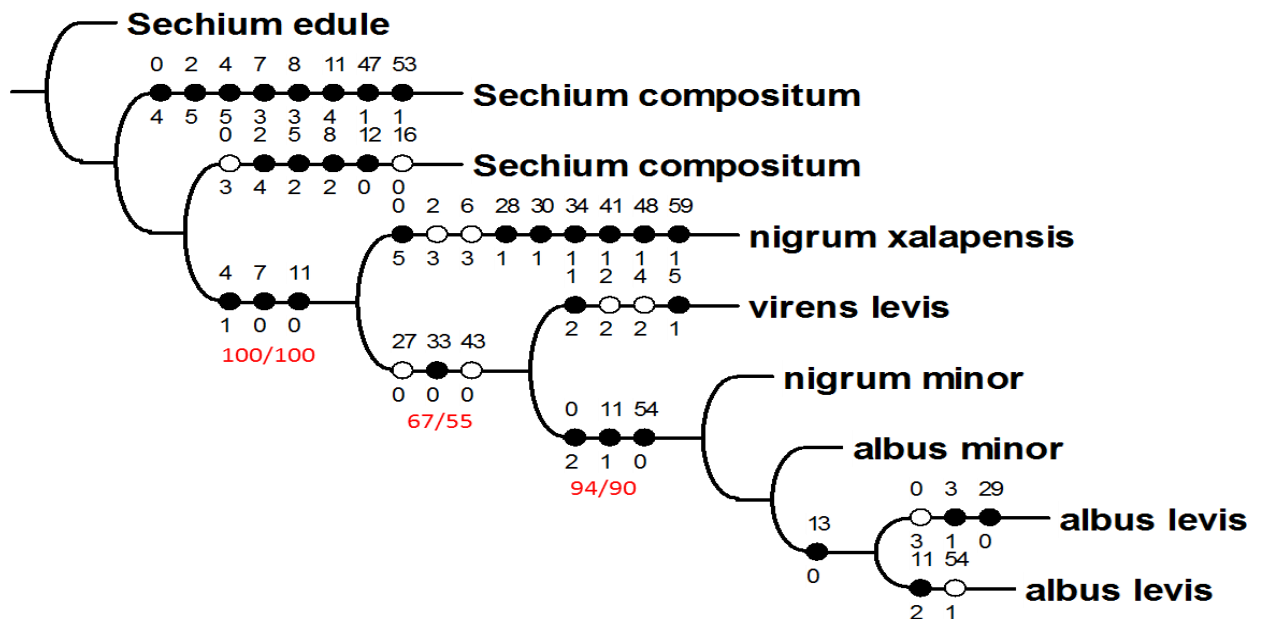 Sechium edule
0 2 4 7 8 11 47 53
Sechium compositum
4 5 5 3 3 4 1 1
0 2 5 8 12 16
Sechium compositum
3 4 2 2 0 0
0 2 6 28 30 34 41 48 59
nigrum xalapensis
5 3 3 1 1 1 1 1 1
1 2 4 5
4 7 11
virens levis
1 0 0
2 2 2 1
27 33 43
100/100
nigrum minor
0 0 0
0 11 54
67/55
2 1 0
albus minor
94/90
0 3 29
13
albus levis
3 1 0
11 54
0
albus levis
2 1